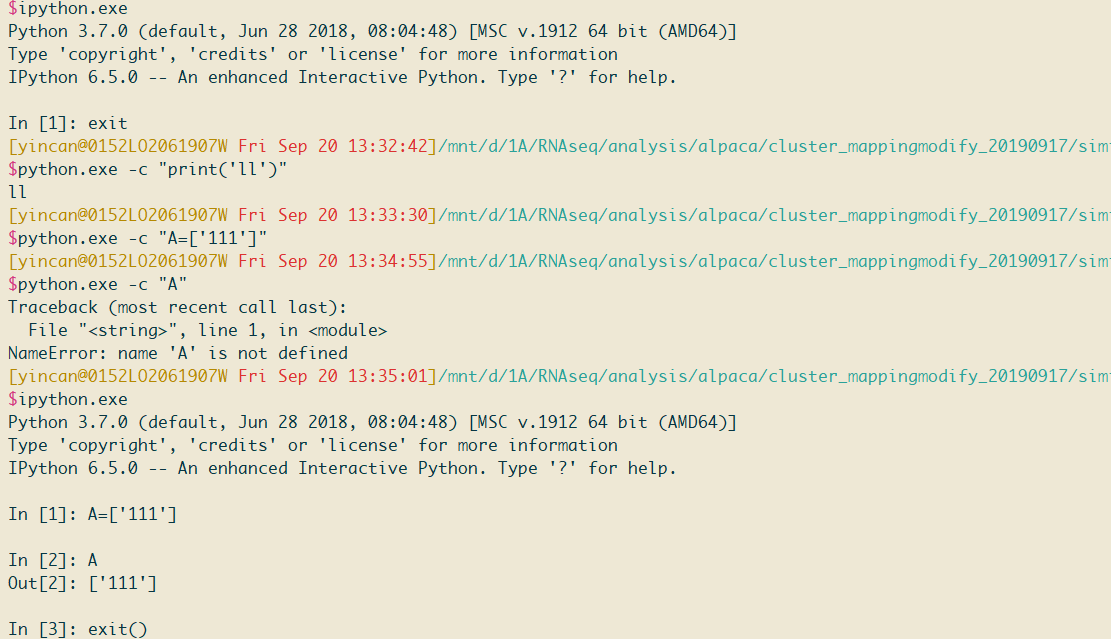 $ipython.exe
Python 3.7.0 (default, Jun 28 2018, 08:04:48) [MSC v.1912 64 bit (AMD64)]
Type 'copyright', 'credits' or 'license' for more information
IPython 6.5.0 -- An enhanced Interactive Python. Type '?' for help.
In [1]: exit
[yincan@0152LO2061907W Fri Sep 20 13:32:42]/mnt/d/1A/RNAseq/analysis/alpaca/cluster_mappingmodify_20190917/sim
$python.exe -c "print('ll')"
ll
[yincan@0152LO2061907W Fri Sep 20 13:33:30]/mnt/d/1A/RNAseq/analysis/alpaca/cluster_mappingmodify_20190917/sim
$python.exe -c "A=['111']"
[yincan@0152LO2061907W Fri Sep 20 13:34:55]/mnt/d/1A/RNAseq/analysis/alpaca/cluster_mappingmodify_20190917/sim
$python.exe -c "A"
Traceback (most recent call last):
  File "<string>", line 1, in <module>
NameError: name 'A' is not defined
[yincan@0152LO2061907W Fri Sep 20 13:35:01]/mnt/d/1A/RNAseq/analysis/alpaca/cluster_mappingmodify_20190917/sim
$ipython.exe
Python 3.7.0 (default, Jun 28 2018, 08:04:48) [MSC v.1912 64 bit (AMD64)]
Type 'copyright', 'credits' or 'license' for more information
IPython 6.5.0 -- An enhanced Interactive Python. Type '?' for help.
In [1]: A=['111']
In [2]: A
Out[2]: ['111']
In [3]: exit()